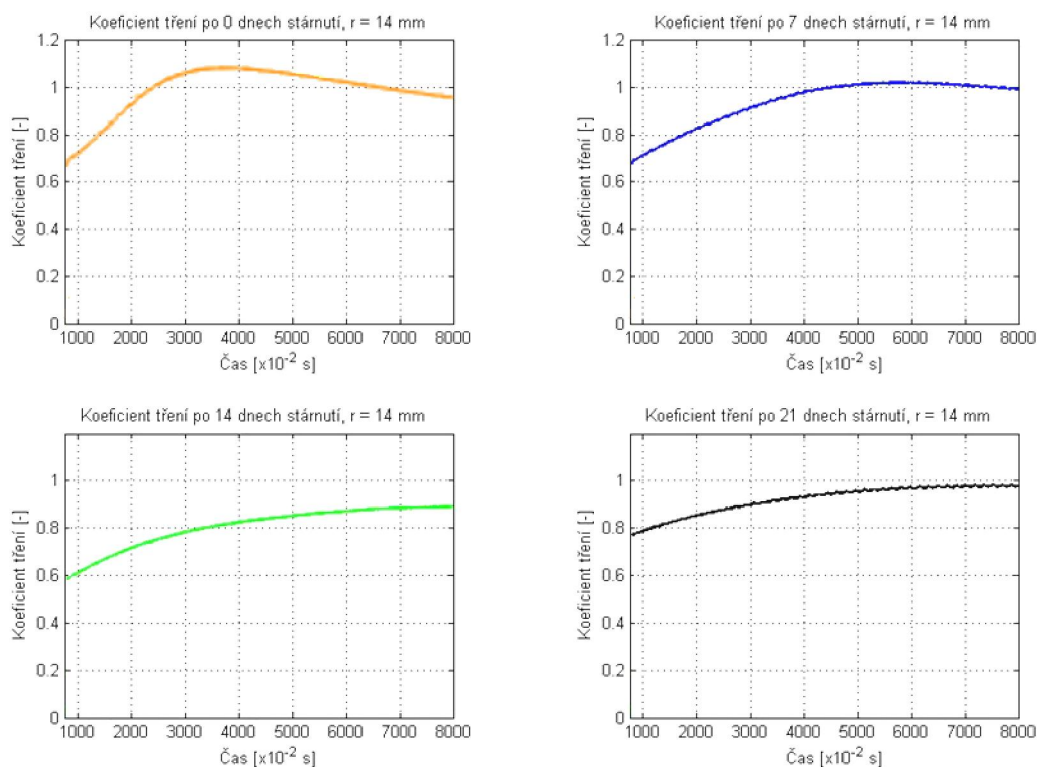 Koeficient tření po 0 dnech stárnutí, r = 14 mm
1.2
1
0.8
0.6
0.4
0.2
0
Koeficient tření [-]
1000 2000 3000 4000 5000 6000 7000 8000
Čas [x10⁻² s]
Koeficient tření po 7 dnech stárnutí, r = 14 mm
1.2
1
0.8
0.6
0.4
0.2
0
Koeficient tření [-]
1000 2000 3000 4000 5000 6000 7000 8000
Čas [x10⁻² s]
Koeficient tření po 14 dnech stárnutí, r = 14 mm
1
0.8
0.6
0.4
0.2
0
Koeficient tření [-]
1000 2000 3000 4000 5000 6000 7000 8000
Čas [x10⁻² s]
Koeficient tření po 21 dnech stárnutí, r = 14 mm
1
0.8
0.6
0.4
0.2
0
Koeficient tření [-]
1000 2000 3000 4000 5000 6000 7000 8000
Čas [x10⁻² s]